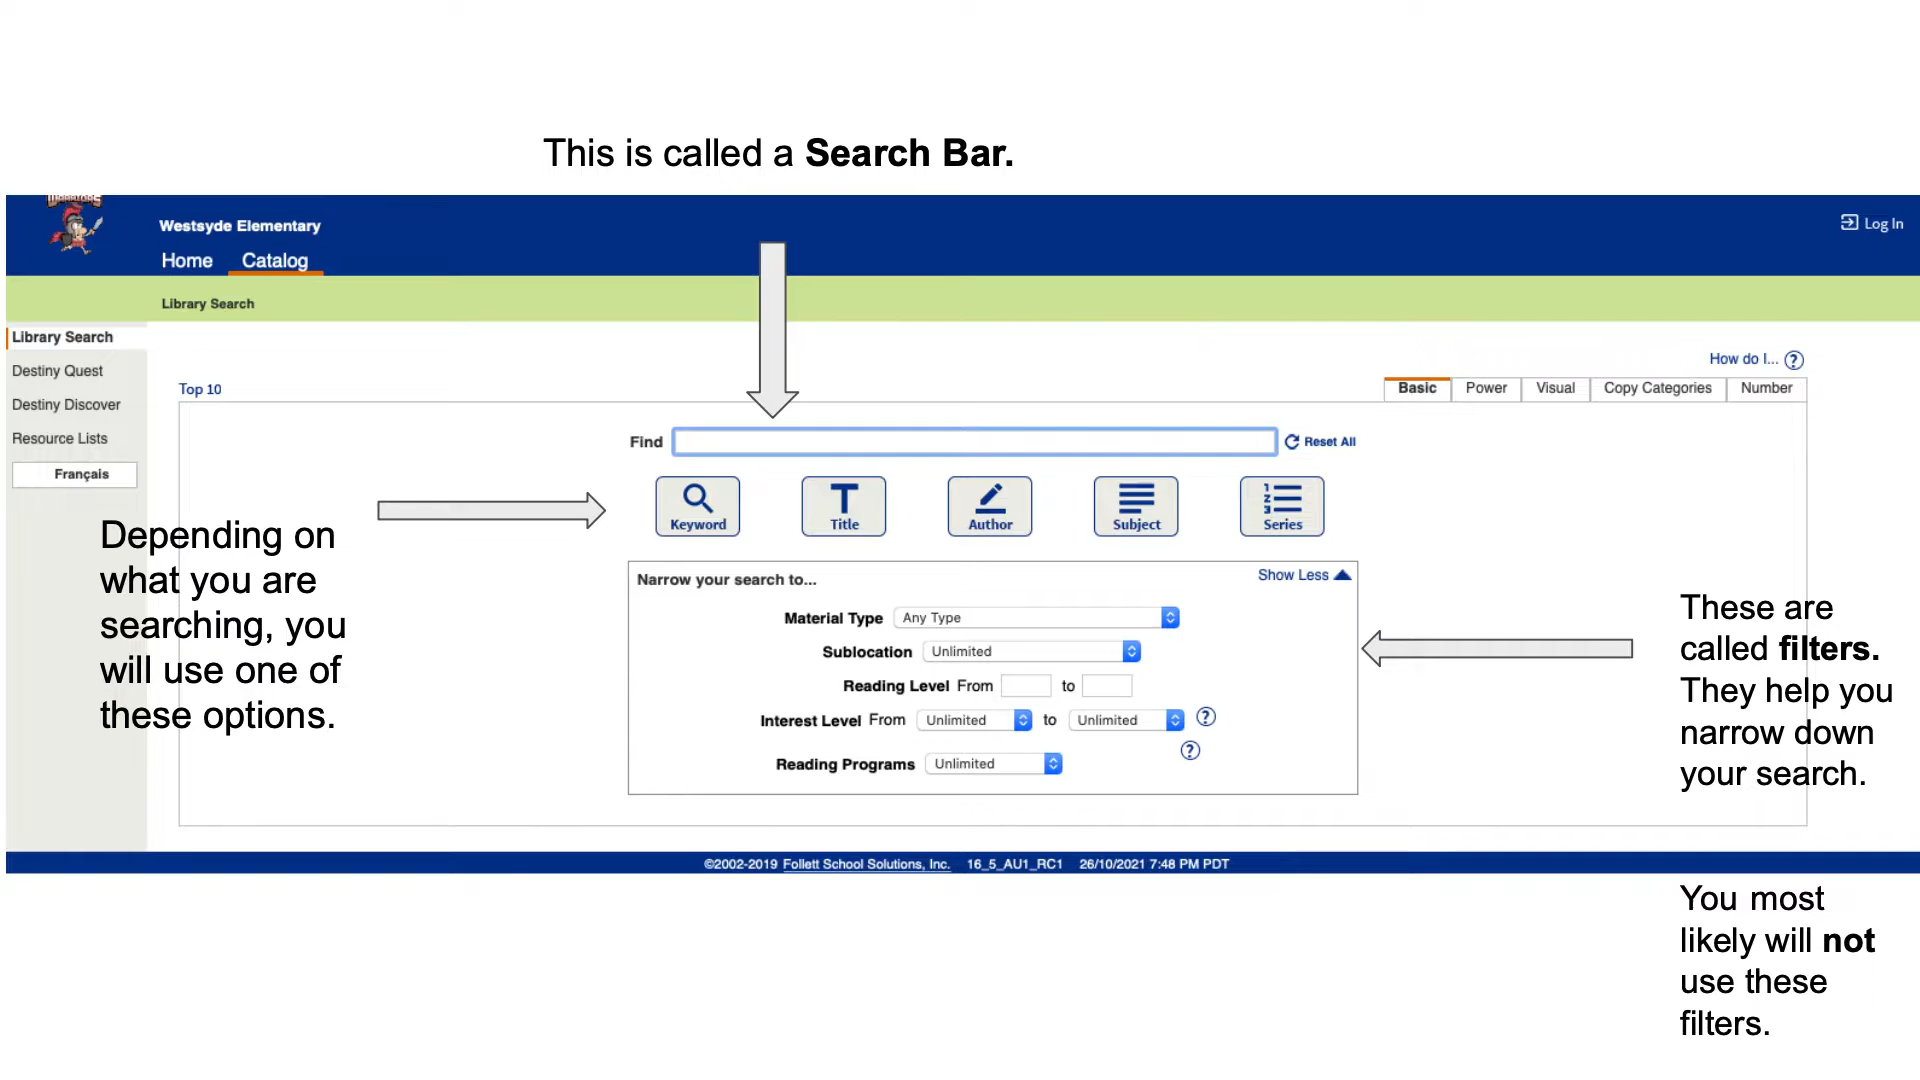 This is called a Search Bar.
WARRIORS
Westsyde Elementary
Log In
Home Catalog
Library Search
Library Search
Destiny Quest
Destiny Discover
Resource Lists
Français
How do I... ?
Top 10
Basic Power Visual Copy Categories Number
Find
Reset All
Keyword Title Author Subject Series
Depending on
what you are
searching, you
will use one of
these options.
Narrow your search to...
Show Less
Material Type Any Type
Sublocation Unlimited
Reading Level From to
Interest Level From Unlimited to Unlimited ?
?
Reading Programs Unlimited
These are
called filters.
They help you
narrow down
your search.
©2002-2019 Follett School Solutions, Inc. 16_5_AU1_RC1 26/10/2021 7:48 PM PDT
You most
likely will not
use these
filters.